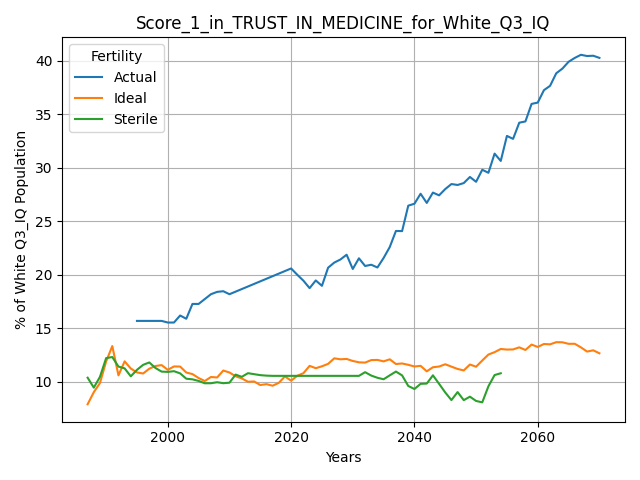 Score_1_in_TRUST_IN_MEDICINE_for_White_Q3_IQ
Fertility
Actual
Ideal
Sterile
% of White Q3_IQ Population
40
35
30
25
20
15
10
2000
2020
2040
2060
Years